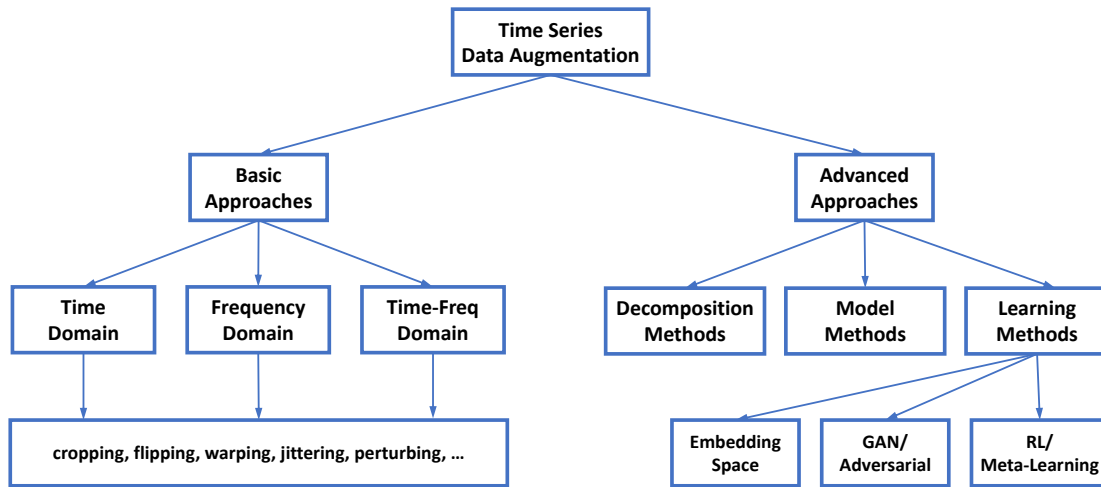 Time Series
Data Augmentation
Basic
Approaches
Advanced
Approaches
Time
Domain
Frequency
Domain
Time-Freq
Domain
Decomposition
Methods
Model
Methods
Learning
Methods
cropping, flipping, warping, jittering, perturbing, ...
Embedding
Space
GAN/
Adversarial
RL/
Meta-Learning